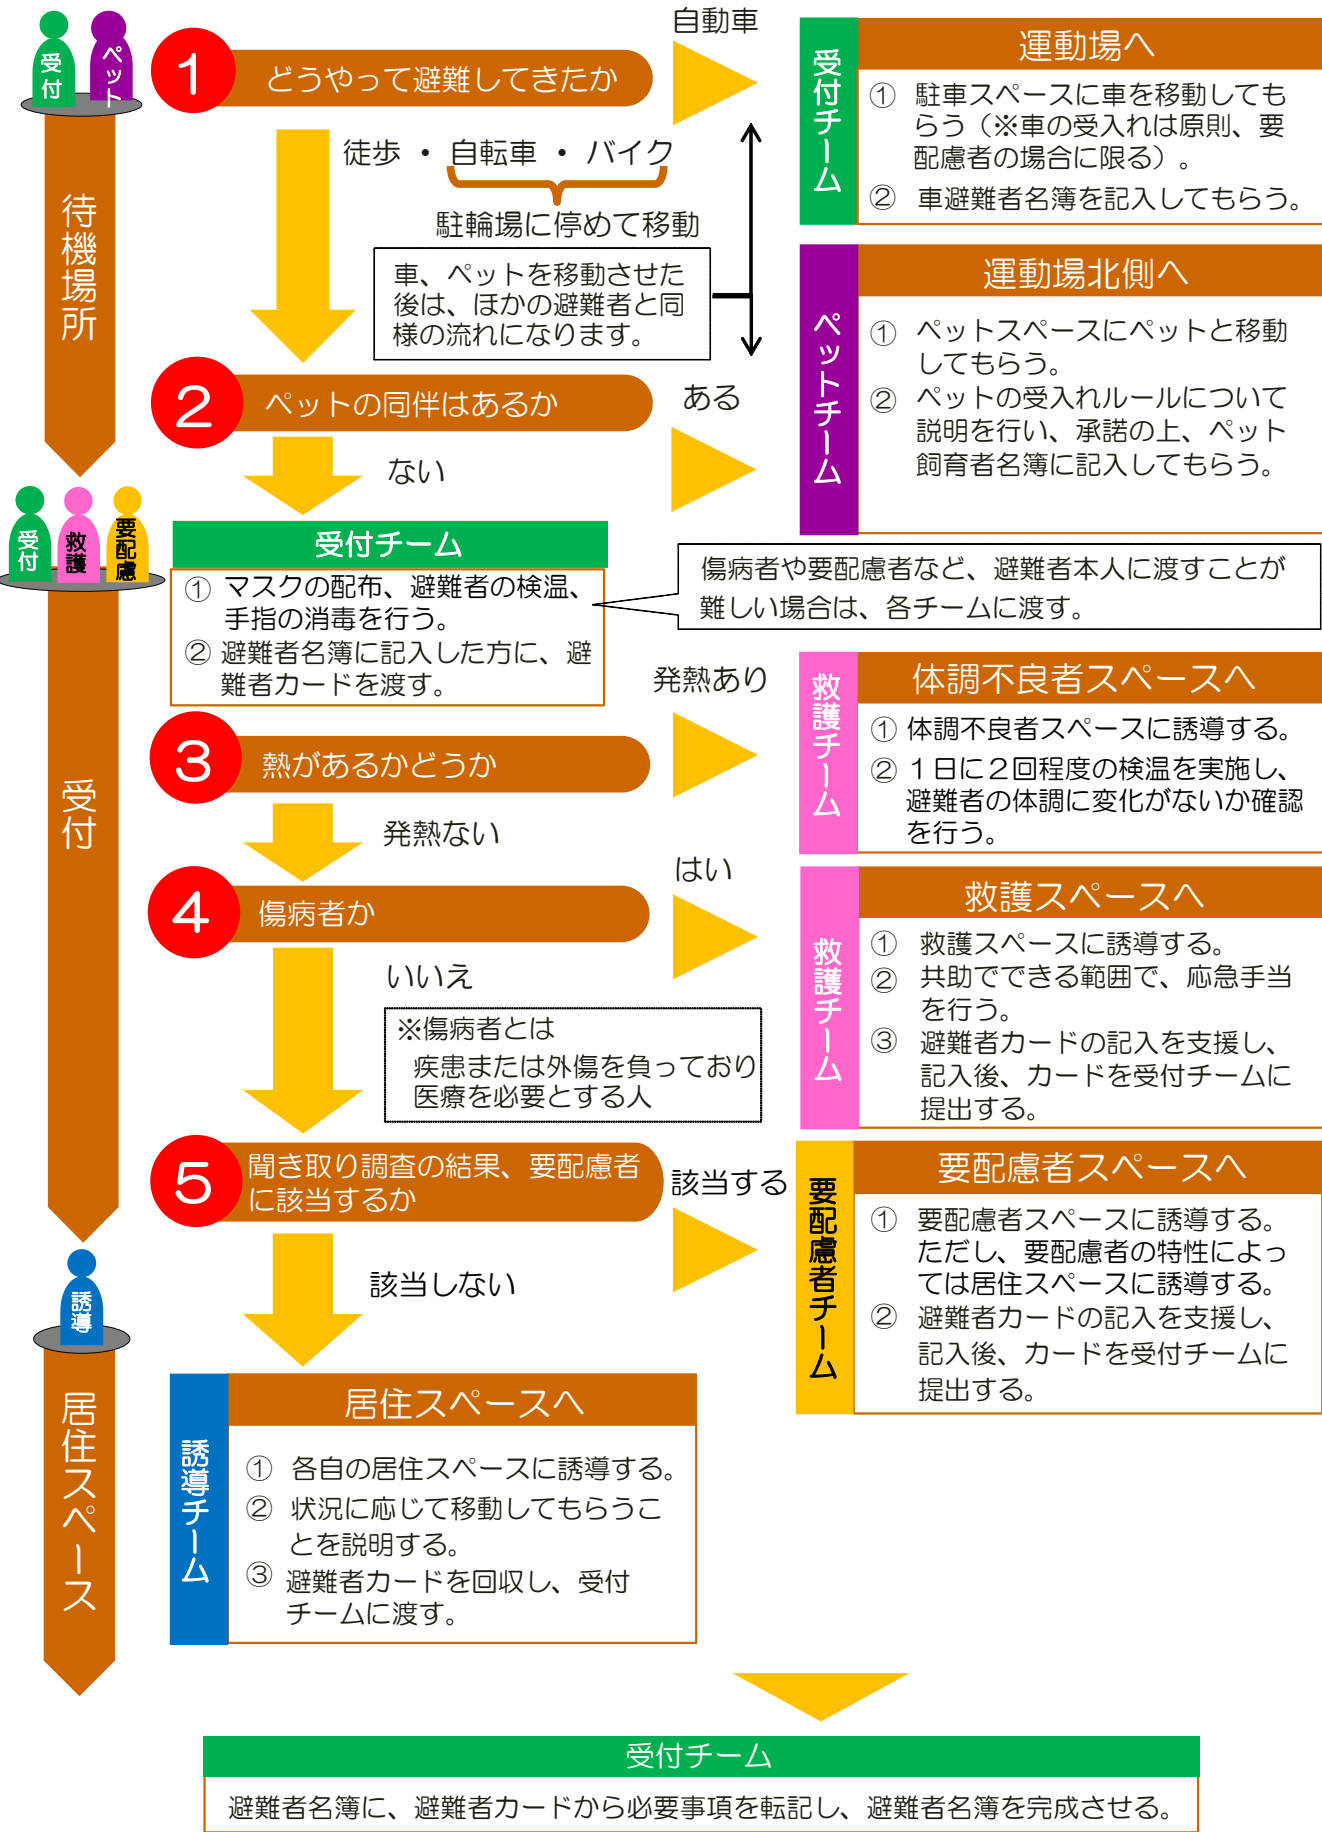 受付
ペット
待機場所
1
どうやって避難してきたか
自動車
徒歩 ・ 自転車 ・ バイク
駐輪場に停めて移動
車、ペットを移動させた
後は、ほかの避難者と同
様の流れになります。
受付チーム
運動場へ
① 駐車スペースに車を移動しても
らう（※車の受入れは原則、要
配慮者の場合に限る）。
② 車避難者名簿を記入してもらう。
2
ペットの同伴はあるか
ある
ない
ペットチーム
運動場北側へ
① ペットスペースにペットと移動
してもらう。
② ペットの受入れルールについて
説明を行い、承諾の上、ペット
飼育者名簿に記入してもらう。
受付
救護
要配慮
受付
受付チーム
① マスクの配布、避難者の検温、
手指の消毒を行う。
② 避難者名簿に記入した方に、避
難者カードを渡す。
傷病者や要配慮者など、避難者本人に渡すことが
難しい場合は、各チームに渡す。
3
熱があるかどうか
発熱あり
発熱ない
救護チーム
体調不良者スペースへ
① 体調不良者スペースに誘導する。
② １日に２回程度の検温を実施し、
避難者の体調に変化がないか確認
を行う。
4
傷病者か
はい
いいえ
※傷病者とは
疾患または外傷を負っており
医療を必要とする人
救護チーム
救護スペースへ
① 救護スペースに誘導する。
② 共助でできる範囲で、応急手当
を行う。
③ 避難者カードの記入を支援し、
記入後、カードを受付チームに
提出する。
5
聞き取り調査の結果、要配慮者
に該当するか
該当する
該当しない
要配慮者チーム
要配慮者スペースへ
① 要配慮者スペースに誘導する。
ただし、要配慮者の特性によっ
ては居住スペースに誘導する。
② 避難者カードの記入を支援し、
記入後、カードを受付チームに
提出する。
誘導
居住スペース
誘導チーム
居住スペースへ
① 各自の居住スペースに誘導する。
② 状況に応じて移動してもらうこ
とを説明する。
③ 避難者カードを回収し、受付
チームに渡す。
受付チーム
避難者名簿に、避難者カードから必要事項を転記し、避難者名簿を完成させる。